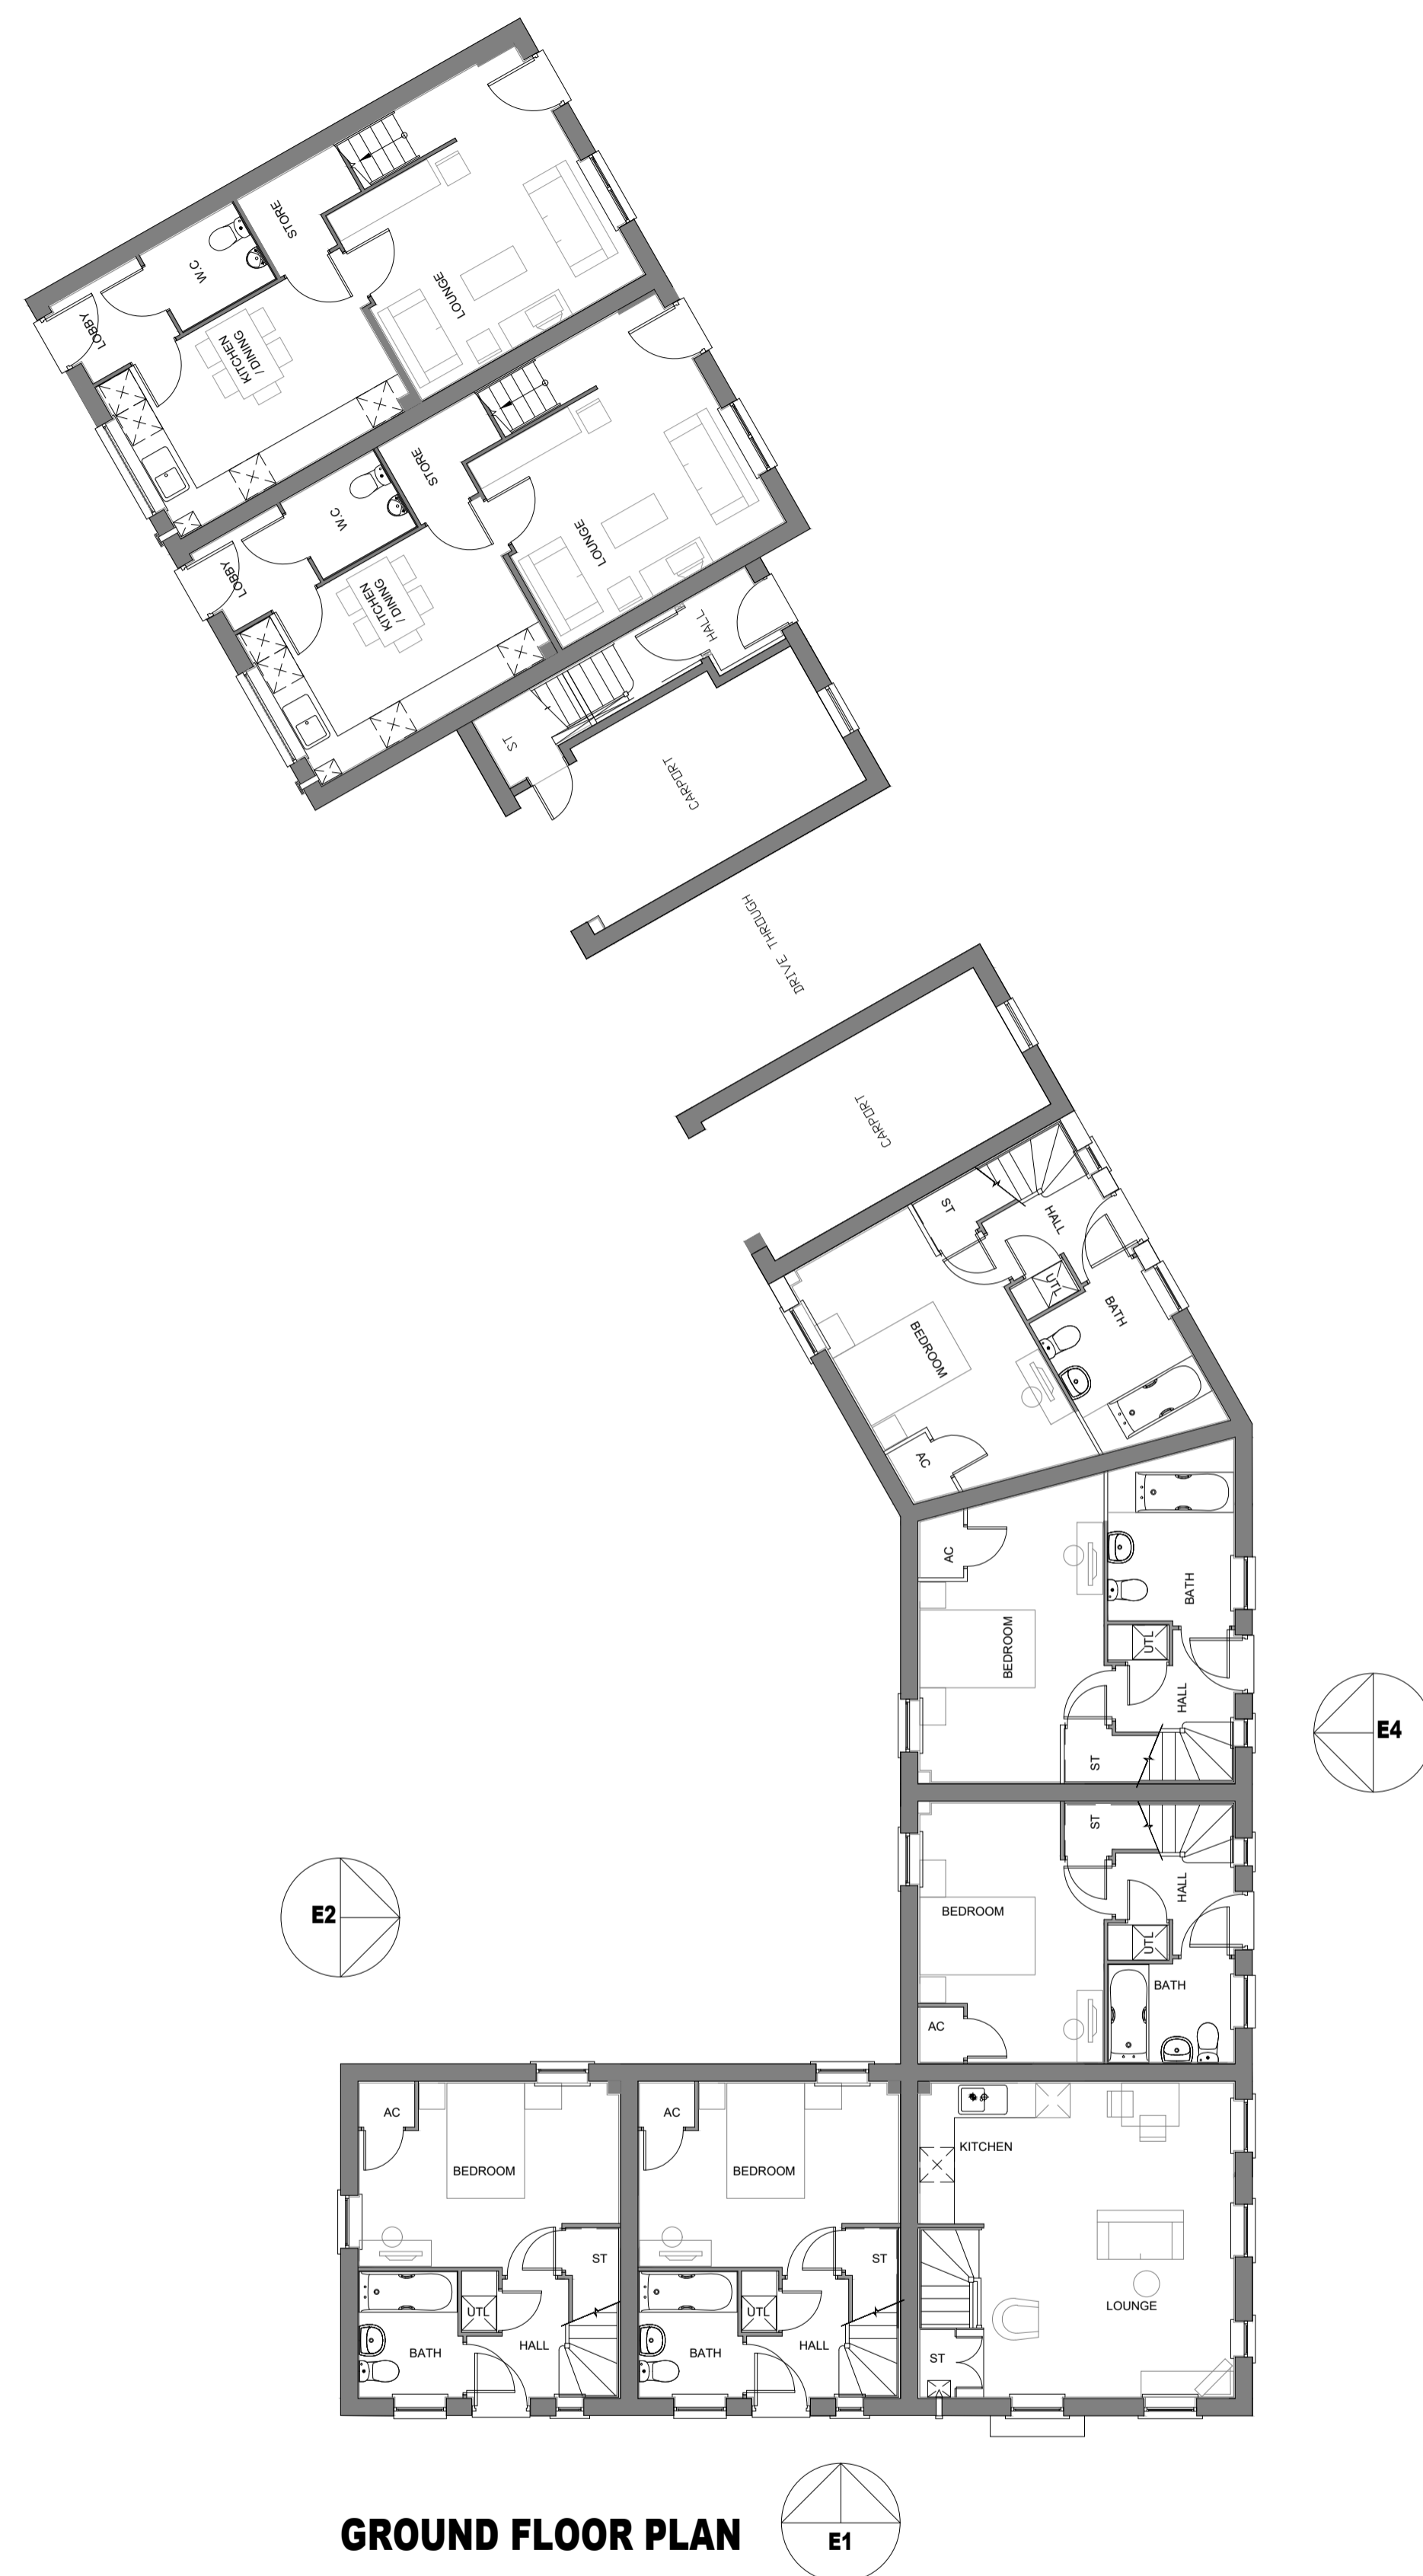 STORE
W.C
LOBBY
KITCHEN
/ DINING
LOUNGE
STORE
W.C
LOBBY
KITCHEN
/ DINING
LOUNGE
HALL
ST
CARPORT
DRIVE THROUGH
CARPORT
ST
HALL
UTL
BATH
BEDROOM
AC
AC
BATH
BEDROOM
UTL
HALL
ST
E4
ST
HALL
BEDROOM
UTL
BATH
AC
E2
AC
BEDROOM
ST
UTL
HALL
BATH
AC
BEDROOM
ST
UTL
HALL
BATH
KITCHEN
LOUNGE
ST
GROUND FLOOR PLAN
E1